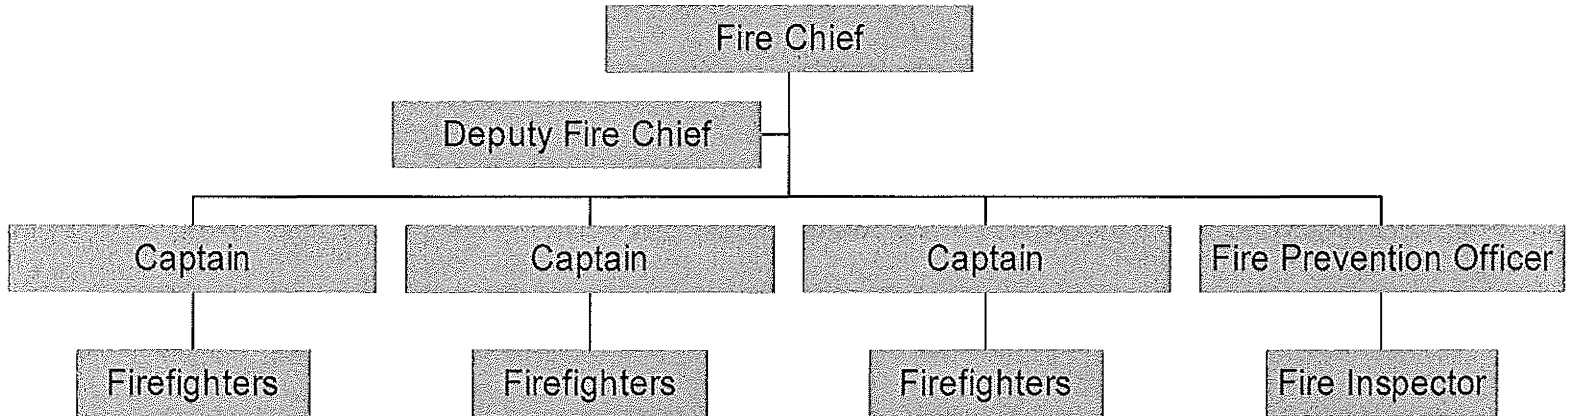 Fire Chief
Deputy Fire Chief
Captain
Captain
Captain
Fire Prevention Officer
Firefighters
Firefighters
Firefighters
Fire Inspector